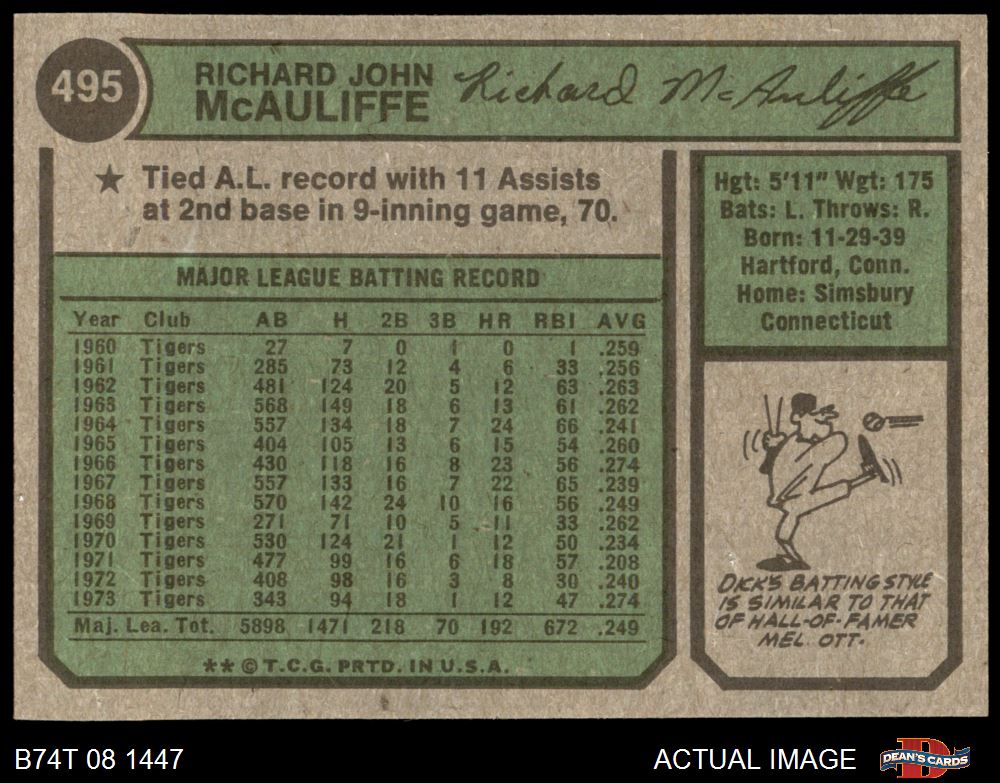 495
RICHARD JOHN
McAULIFFE
Richard McAuliffe
★ Tied A.L. record with 11 Assists
at 2nd base in 9-inning game, 70.
MAJOR LEAGUE BATTING RECORD
Year Club AB H 2B 3B HR RBI AVG
1960 Tigers 27 7 0 1 0 1 .259
1961 Tigers 285 73 12 4 6 33 .256
1962 Tigers 481 124 20 5 12 63 .263
1963 Tigers 568 149 18 6 13 61 .262
1964 Tigers 557 134 18 7 24 66 .241
1965 Tigers 404 105 13 6 15 54 .260
1966 Tigers 430 118 16 8 23 56 .274
1967 Tigers 557 133 16 7 22 65 .239
1968 Tigers 570 142 24 10 16 56 .249
1969 Tigers 271 71 10 5 11 33 .262
1970 Tigers 530 124 21 1 12 50 .234
1971 Tigers 477 99 16 6 18 57 .208
1972 Tigers 408 98 16 3 8 30 .240
1973 Tigers 343 94 18 1 12 47 .274
Maj. Lea. Tot. 5898 1471 218 70 192 672 .249
** © T.C.G. PRTD. IN U.S.A.
Hgt: 5'11" Wgt: 175
Bats: L. Throws: R.
Born: 11-29-39
Hartford, Conn.
Home: Simsbury
Connecticut
DICK'S BATTING STYLE
IS SIMILAR TO THAT
OF HALL-OF-FAMER
MEL OTT.
B74T 08 1447
ACTUAL IMAGE
DEAN'S CARDS